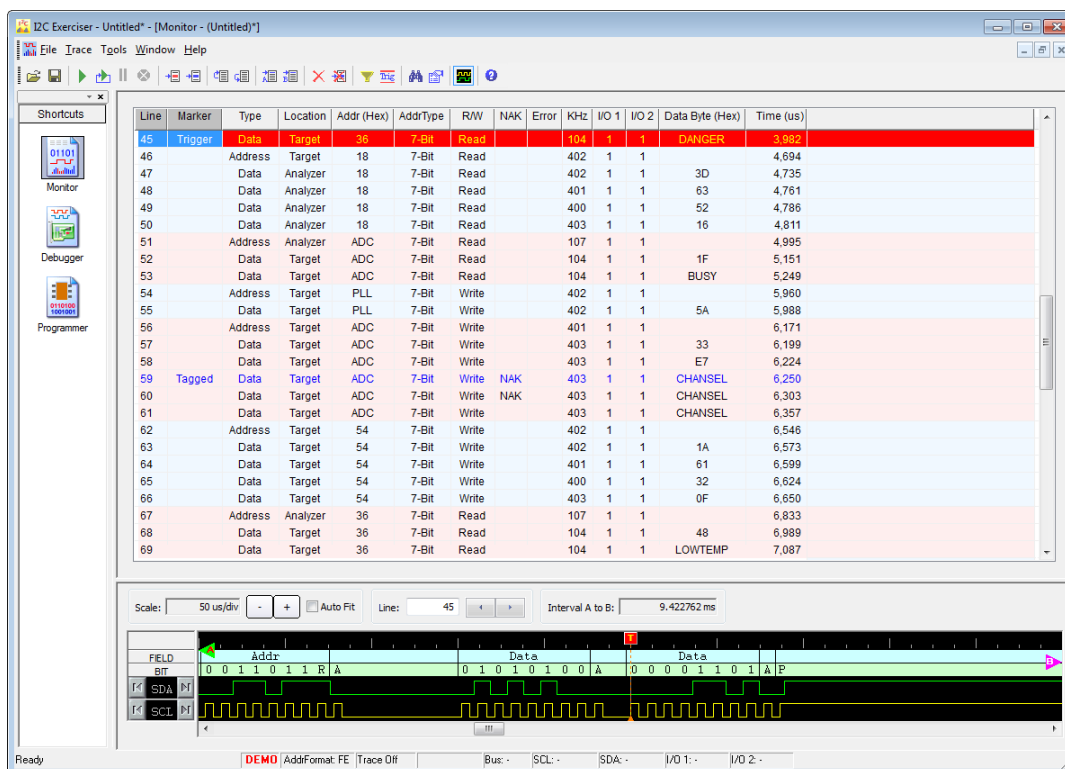 I2C Exerciser - Untitled* - [Monitor - (Untitled)*]
File Trace Tools Window Help
Shortcuts
Monitor
Debugger
Programmer
Line Marker Type Location Addr (Hex) AddrType R/W NAK Error KHz I/O 1 I/O 2 Data Byte (Hex) Time (us)
45 Trigger Data Target 36 7-Bit Read 104 1 1 DANGER 3,982
46 Address Target 18 7-Bit Read 402 1 1 4,694
47 Data Analyzer 18 7-Bit Read 402 1 1 3D 4,735
48 Data Analyzer 18 7-Bit Read 401 1 1 63 4,761
49 Data Analyzer 18 7-Bit Read 400 1 1 52 4,786
50 Data Analyzer 18 7-Bit Read 403 1 1 16 4,811
51 Address Analyzer ADC 7-Bit Read 107 1 1 4,995
52 Data Target ADC 7-Bit Read 104 1 1 1F 5,151
53 Data Target ADC 7-Bit Read 104 1 1 BUSY 5,249
54 Address Target PLL 7-Bit Write 402 1 1 5,960
55 Data Target PLL 7-Bit Write 402 1 1 5A 5,988
56 Address Target ADC 7-Bit Write 401 1 1 6,171
57 Data Target ADC 7-Bit Write 403 1 1 33 6,199
58 Data Target ADC 7-Bit Write 403 1 1 E7 6,224
59 Tagged Data Target ADC 7-Bit Write NAK 403 1 1 CHANSEL 6,250
60 Data Target ADC 7-Bit Write NAK 403 1 1 CHANSEL 6,303
61 Data Target ADC 7-Bit Write 403 1 1 CHANSEL 6,357
62 Address Target 54 7-Bit Write 402 1 1 6,546
63 Data Target 54 7-Bit Write 402 1 1 1A 6,573
64 Data Target 54 7-Bit Write 401 1 1 61 6,599
65 Data Target 54 7-Bit Write 400 1 1 32 6,624
66 Data Target 54 7-Bit Write 403 1 1 0F 6,650
67 Address Analyzer 36 7-Bit Read 107 1 1 6,833
68 Data Target 36 7-Bit Read 104 1 1 48 6,989
69 Data Target 36 7-Bit Read 104 1 1 LOWTEMP 7,087
Scale: 50 us/div - + Auto Fit Line: 45 Interval A to B: 9.422762 ms
T
A
B
FIELD Addr Data Data
BIT 0 0 1 1 0 1 1 R A 0 1 0 1 0 1 0 0 A 0 0 0 0 1 1 0 1 A P
SDA
SCL
Ready DEMO AddrFormat: FE Trace Off Bus: - SCL: - SDA: - I/O 1: - I/O 2: -